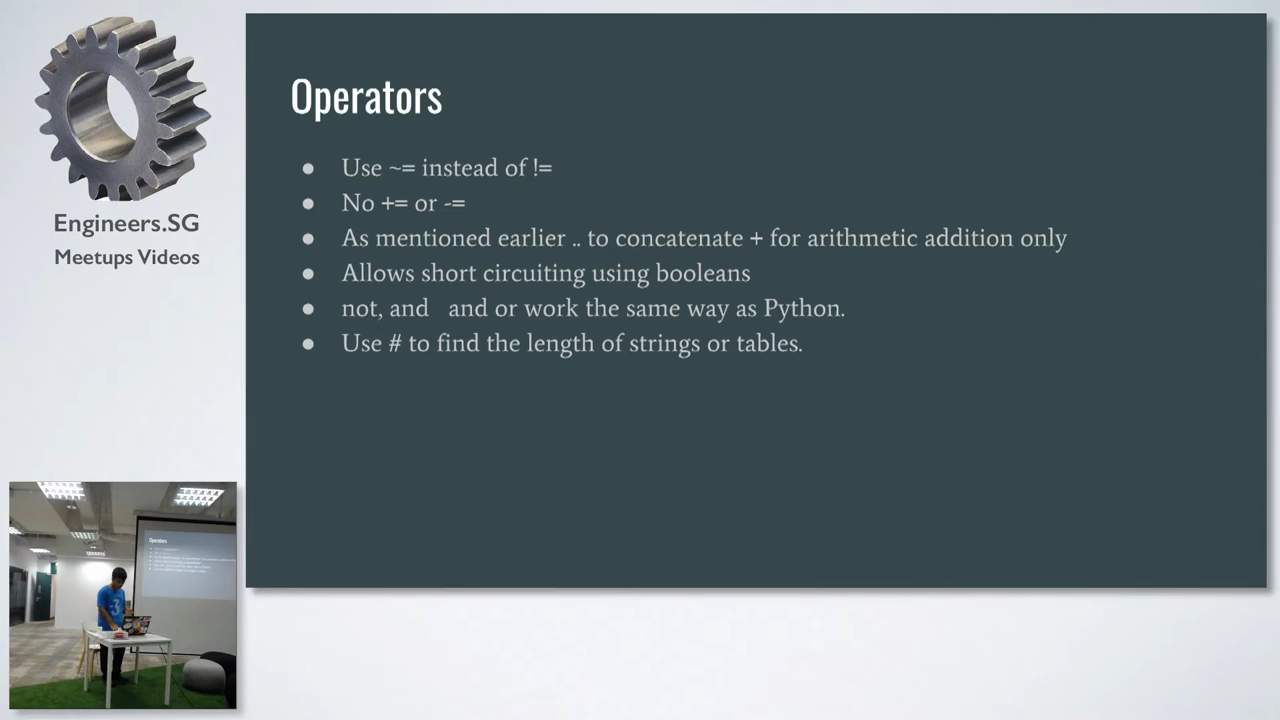 Engineers.SG
Meetups Videos
Operators
● Use ~= instead of !=
● No += or -=
● As mentioned earlier .. to concatenate + for arithmetic addition only
● Allows short circuiting using booleans
● not, and   and or work the same way as Python.
● Use # to find the length of strings or tables.
Operators
3